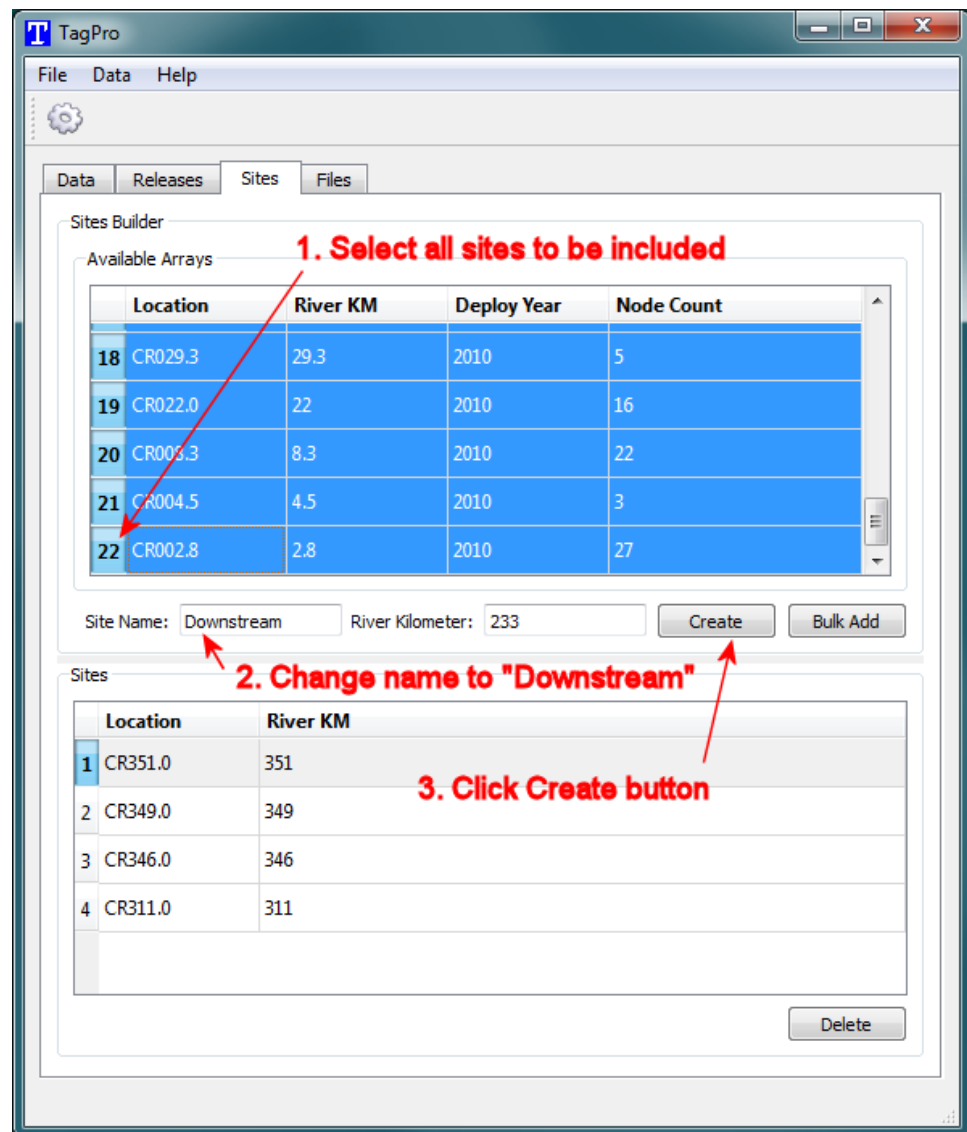 T TagPro
File Data Help
Data Releases Sites Files
Sites Builder
1. Select all sites to be included
Available Arrays
Location River KM Deploy Year Node Count
18 CR029.3 29.3 2010 5
19 CR022.0 22 2010 16
20 CR008.3 8.3 2010 22
21 CR004.5 4.5 2010 3
22 CR002.8 2.8 2010 27
Site Name: Downstream River Kilometer: 233 Create Bulk Add
2. Change name to "Downstream"
Sites
Location River KM
1 CR351.0 351
3. Click Create button
2 CR349.0 349
3 CR346.0 346
4 CR311.0 311
Delete